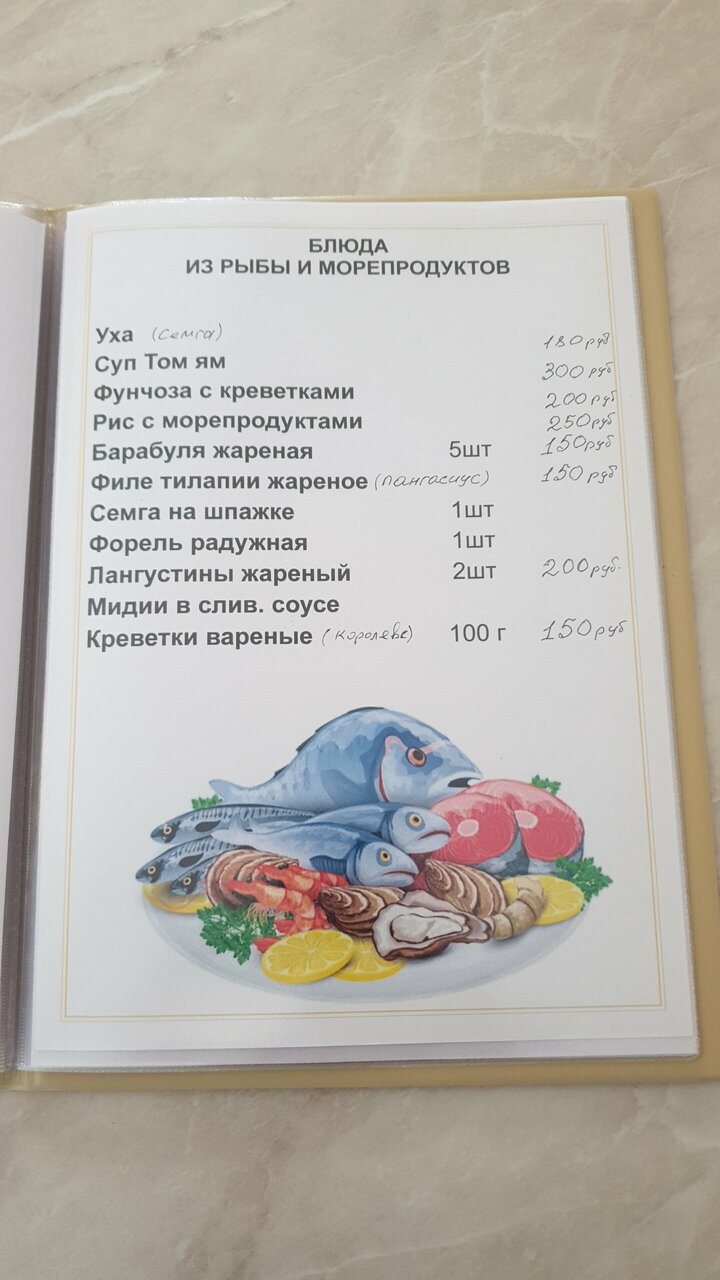 БЛЮДА
ИЗ РЫБЫ И МОРЕПРОДУКТОВ
Уха (Семга) 180 руб
Суп Том ям 300 руб
Фунчоза с креветками 200 руб
Рис с морепродуктами 250 руб
Барабуля жареная 5шт 150 руб
Филе тилапии жареное (пангасиус) 150 руб
Семга на шпажке 1шт
Форель радужная 1шт
Лангустины жареный 2шт 200 руб.
Мидии в слив. соусе
Креветки вареные (Королевс) 100 г 150 руб